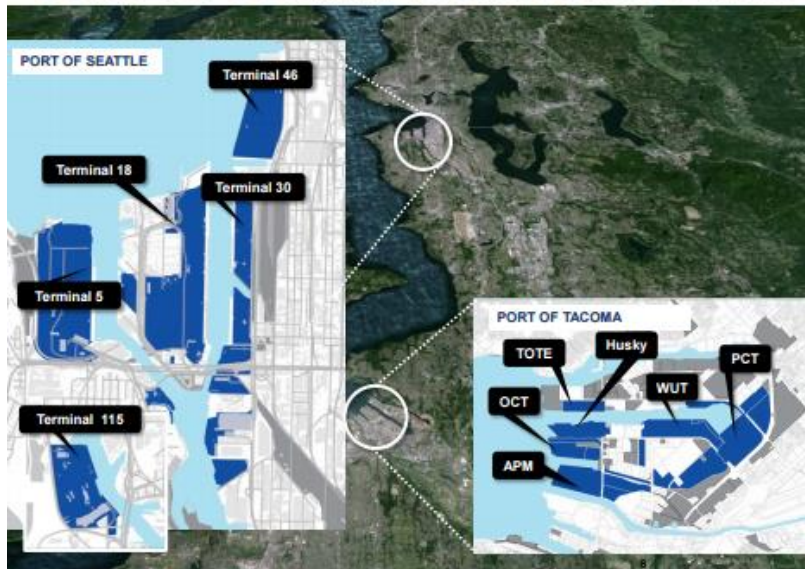 PORT OF SEATTLE
Terminal 46
Terminal 18
Terminal 30
Terminal 5
Terminal 115
PORT OF TACOMA
TOTE
Husky
PCT
WUT
OCT
APM
8